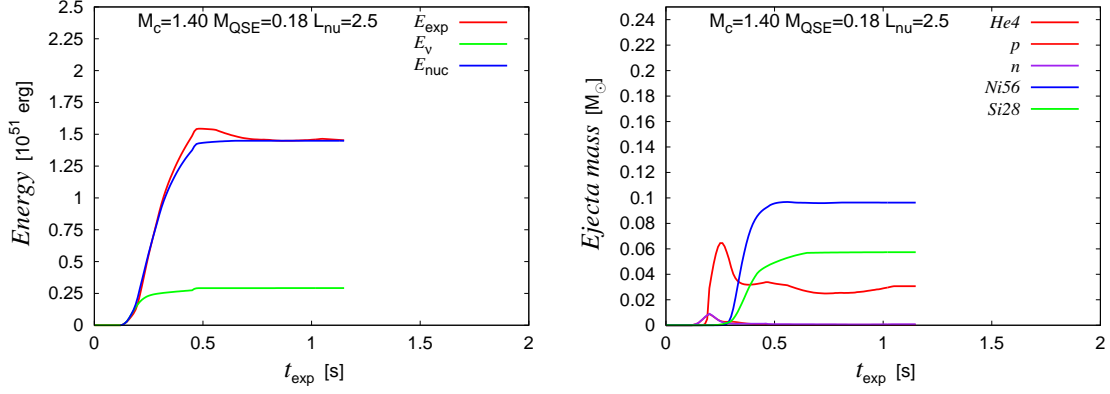 M_c=1.40 M_QSE=0.18 L_nu=2.5
E_exp
E_ν
E_nuc
2.5
2.25
2
1.75
1.5
1.25
1
0.75
0.5
0.25
0
Energy [10^51 erg]
0 0.5 1 1.5 2
t_exp [s]
M_c=1.40 M_QSE=0.18 L_nu=2.5
He4
p
n
Ni56
Si28
0.24
0.22
0.2
0.18
0.16
0.14
0.12
0.1
0.08
0.06
0.04
0.02
0
Ejecta mass [M_☉]
0 0.5 1 1.5 2
t_exp [s]